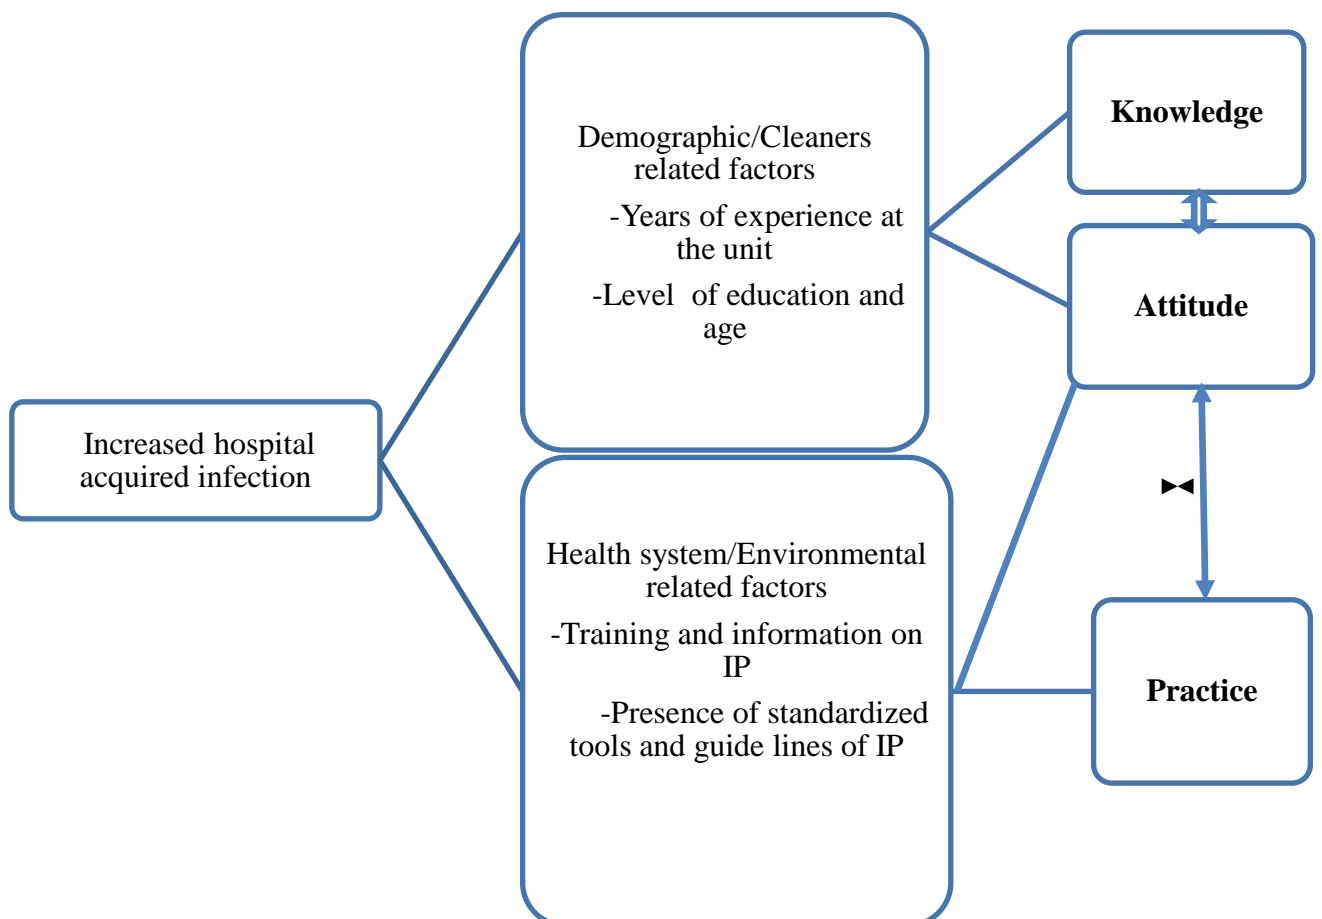 Increased hospital
acquired infection
Demographic/Cleaners
related factors
-Years of experience at
the unit
-Level  of education and
age
Health system/Environmental
related factors
-Training and information on
IP
-Presence of standardized
tools and guide lines of IP
Knowledge
Attitude
Practice